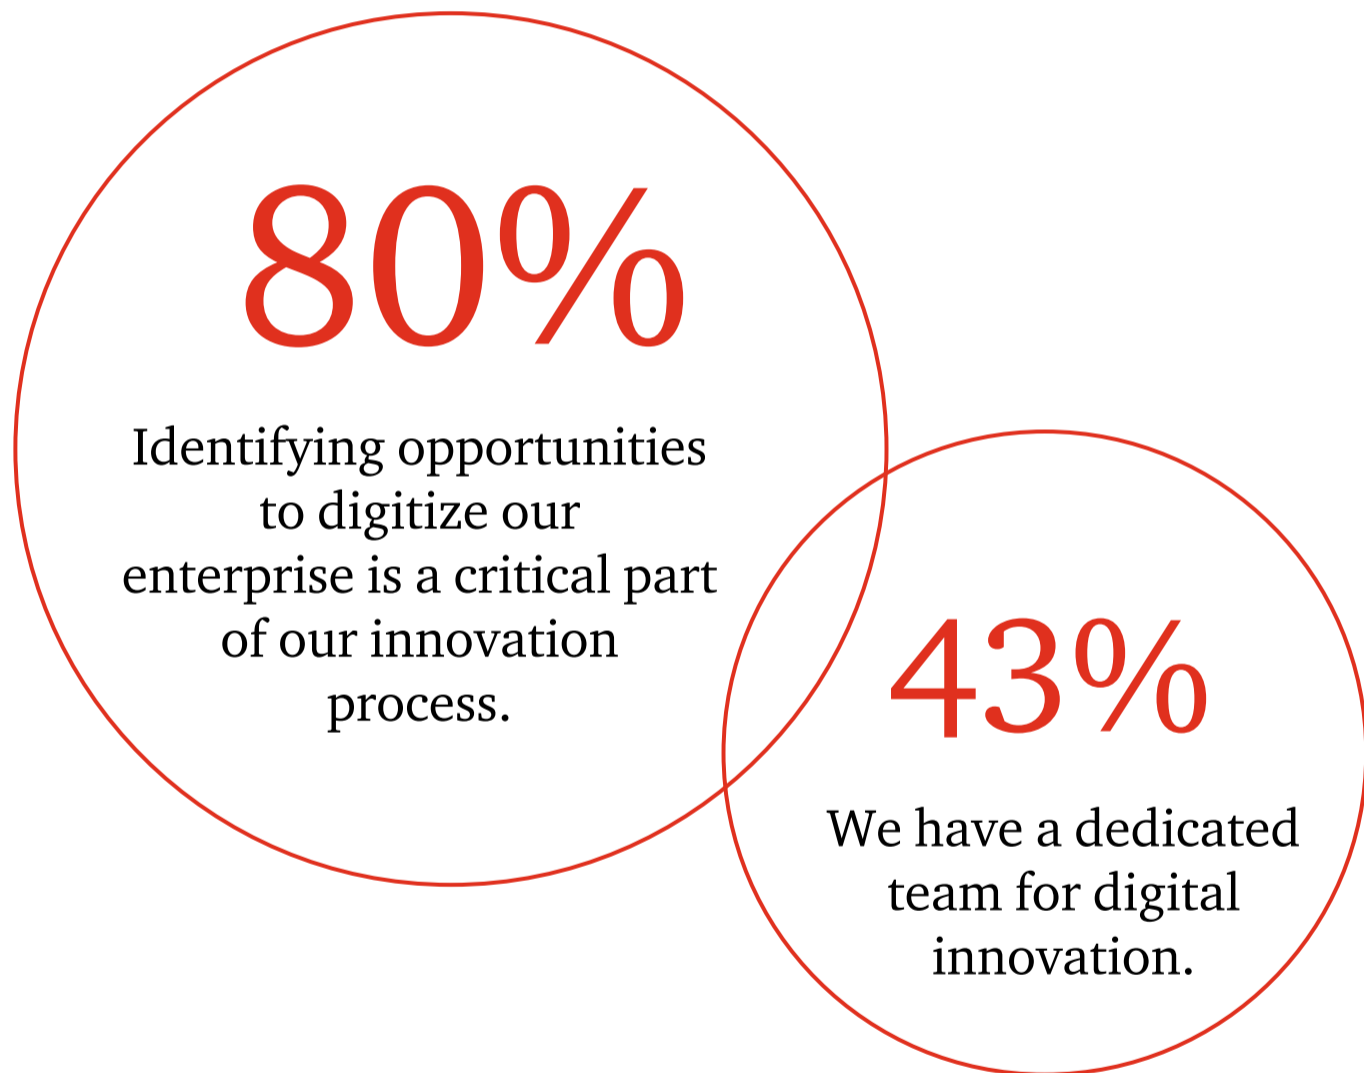 80%
Identifying opportunities
to digitize our
enterprise is a critical part
of our innovation
process.
43%
We have a dedicated
team for digital
innovation.